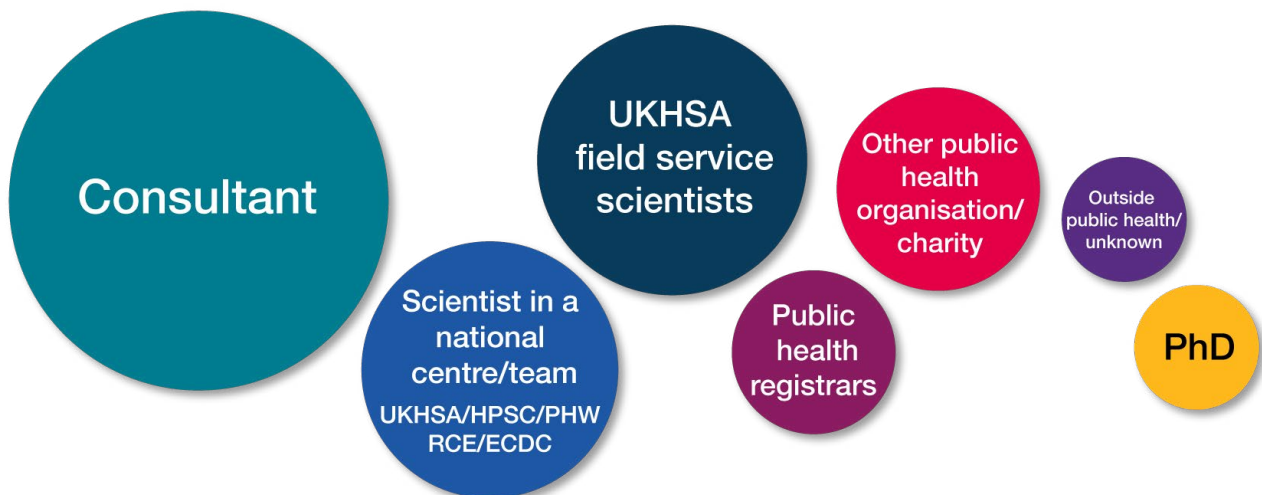 Consultant
Scientist in a
national
centre/team
UKHSA/HPSC/PHW
RCE/ECDC
UKHSA
field service
scientists
Public
health
registrars
Other public
health
organisation/
charity
Outside
public health/
unknown
PhD